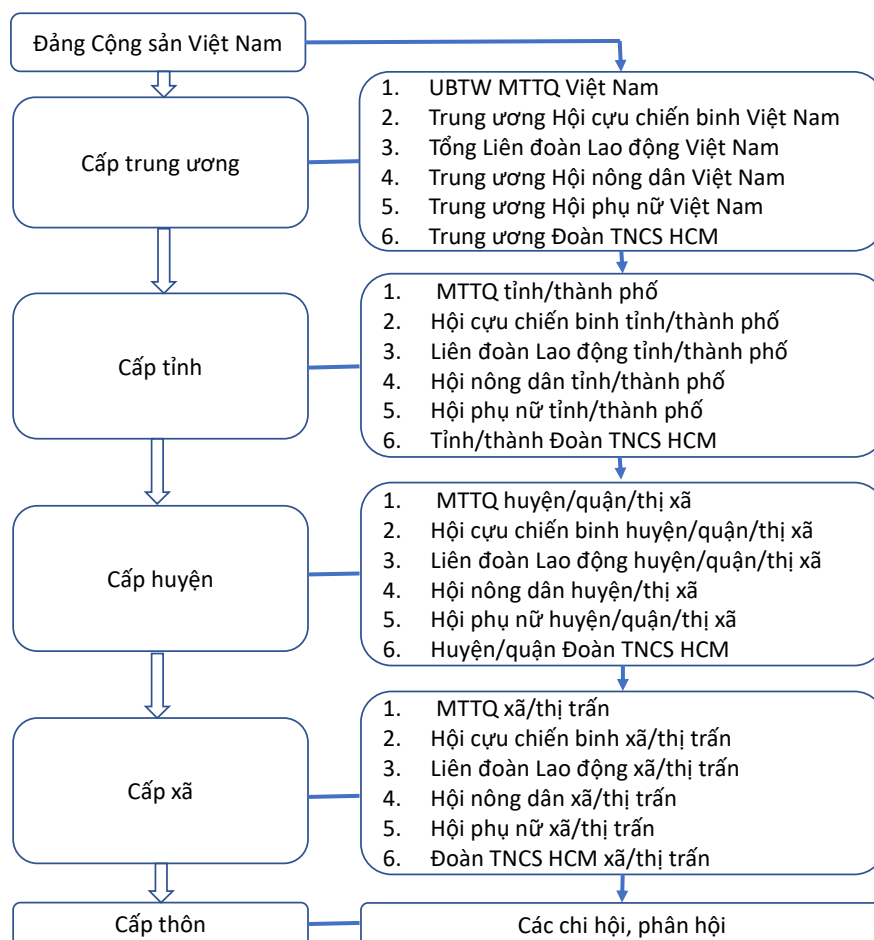 Đảng Cộng sản Việt Nam
Cấp trung ương
1. UBTW MTTQ Việt Nam
2. Trung ương Hội cựu chiến binh Việt Nam
3. Tổng Liên đoàn Lao động Việt Nam
4. Trung ương Hội nông dân Việt Nam
5. Trung ương Hội phụ nữ Việt Nam
6. Trung ương Đoàn TNCS HCM
Cấp tỉnh
1. MTTQ tỉnh/thành phố
2. Hội cựu chiến binh tỉnh/thành phố
3. Liên đoàn Lao động tỉnh/thành phố
4. Hội nông dân tỉnh/thành phố
5. Hội phụ nữ tỉnh/thành phố
6. Tỉnh/thành Đoàn TNCS HCM
Cấp huyện
1. MTTQ huyện/quận/thị xã
2. Hội cựu chiến binh huyện/quận/thị xã
3. Liên đoàn Lao động huyện/quận/thị xã
4. Hội nông dân huyện/thị xã
5. Hội phụ nữ huyện/quận/thị xã
6. Huyện/quận Đoàn TNCS HCM
Cấp xã
1. MTTQ xã/thị trấn
2. Hội cựu chiến binh xã/thị trấn
3. Liên đoàn Lao động xã/thị trấn
4. Hội nông dân xã/thị trấn
5. Hội phụ nữ xã/thị trấn
6. Đoàn TNCS HCM xã/thị trấn
Cấp thôn
Các chi hội, phân hội